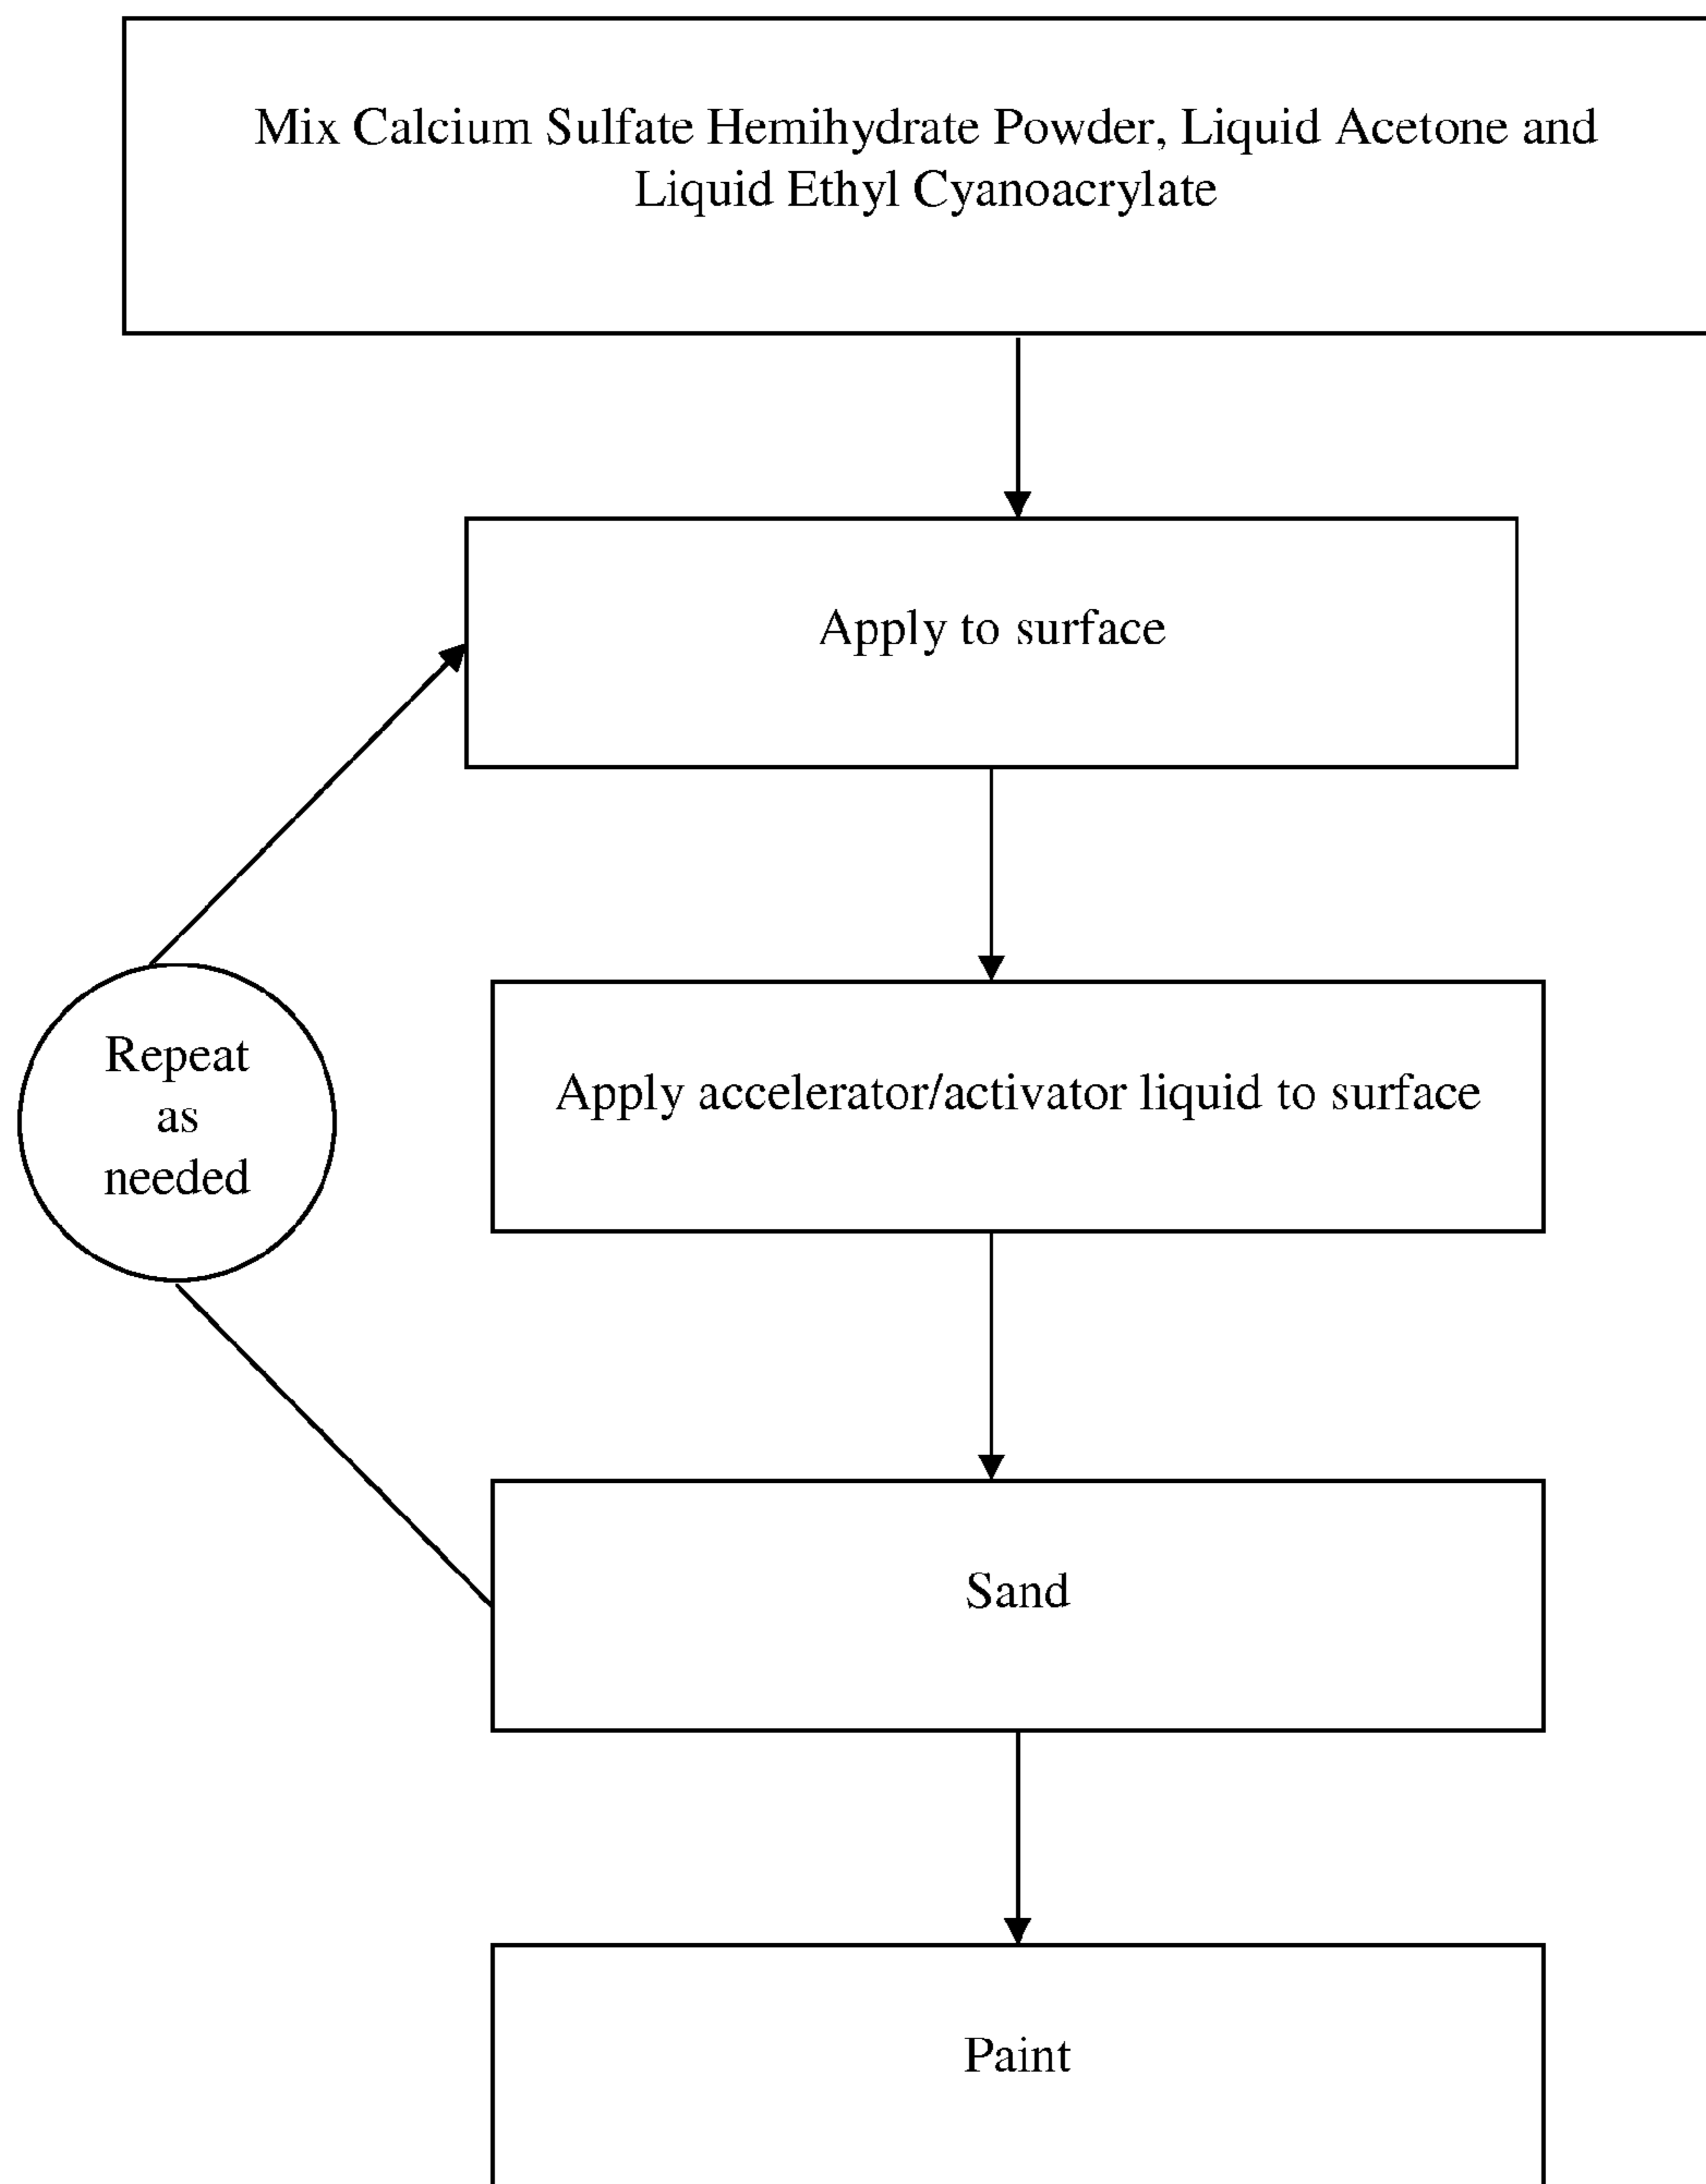 Mix Calcium Sulfate Hemihydrate Powder, Liquid Acetone and
Liquid Ethyl Cyanoacrylate
Apply to surface
Repeat
as
needed
Apply accelerator/activator liquid to surface
Sand
Paint